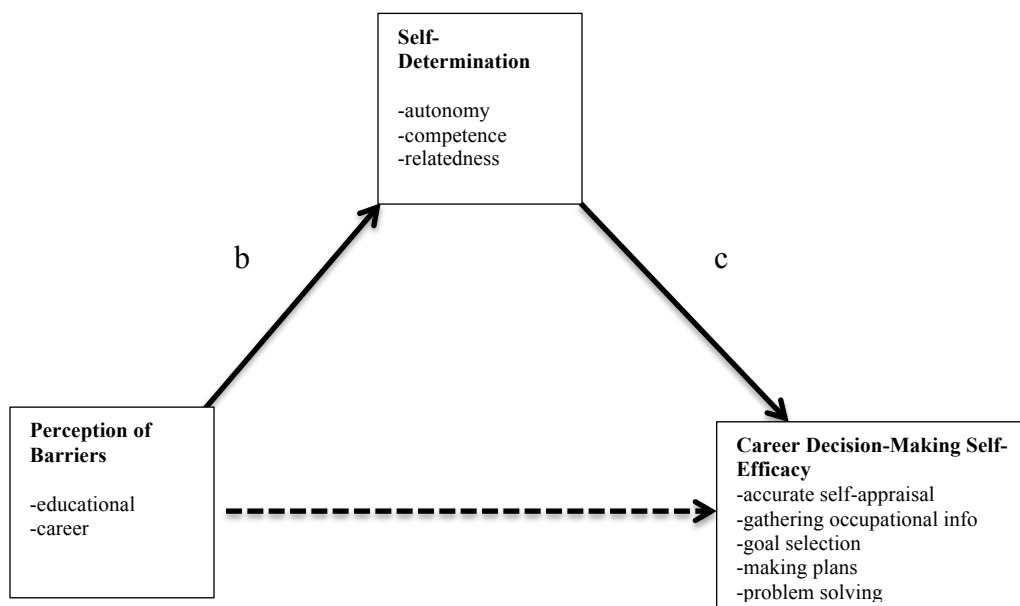 Self-
Determination
-autonomy
-competence
-relatedness
b
c
Perception of
Barriers
-educational
-career
Career Decision-Making Self-
Efficacy
-accurate self-appraisal
-gathering occupational info
-goal selection
-making plans
-problem solving